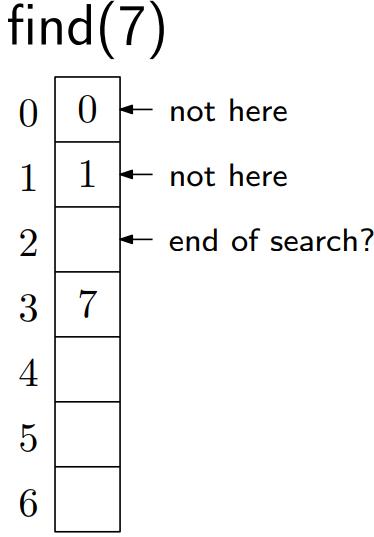 find(7)
0 0 not here
1 1 not here
2 end of search?
3 7
4
5
6